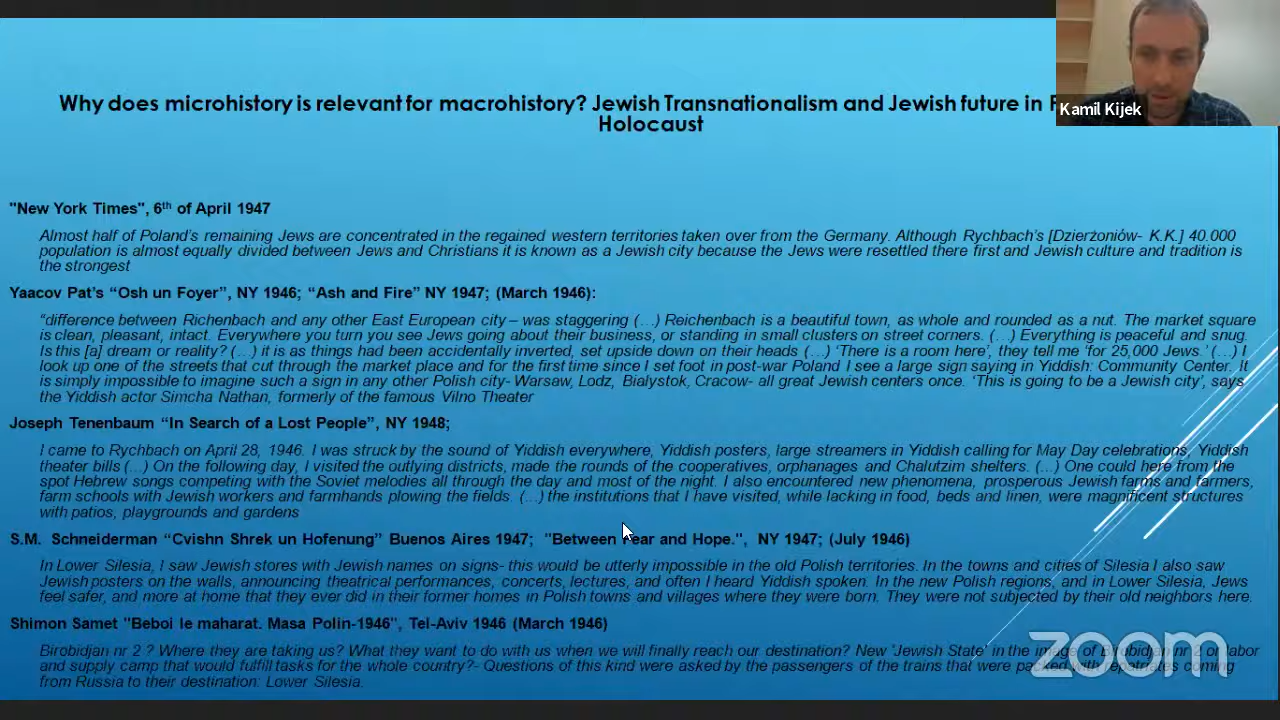 Why does microhistory is relevant for macrohistory? Jewish Transnationalism and Jewish future in
Holocaust
Kamil Kijek
"New York Times", 6th of April 1947
Almost half of Poland's remaining Jews are concentrated in the regained western territories taken over from the Germany. Although Rychbach's [Dzierżoniów- K.K.] 40.000
population is almost equally divided between Jews and Christians it is known as a Jewish city because the Jews were resettled there first and Jewish culture and tradition is
the strongest
Yaacov Pat's "Osh un Foyer", NY 1946; "Ash and Fire" NY 1947; (March 1946):
"difference between Richenbach and any other East European city – was staggering (…) Reichenbach is a beautiful town, as whole and rounded as a nut. The market square
is clean, pleasant, intact. Everywhere you turn you see Jews going about their business, or standing in small clusters on street corners. (…) Everything is peaceful and snug.
Is this [a] dream or reality? (…) it is as things had been accidentally inverted, set upside down on their heads (…) 'There is a room here', they tell me 'for 25,000 Jews.' (…) I
look up one of the streets that cut through the market place and for the first time since I set foot in post-war Poland I see a large sign saying in Yiddish: Community Center. It
is simply impossible to imagine such a sign in any other Polish city- Warsaw, Lodz, Bialystok, Cracow- all great Jewish centers once. 'This is going to be a Jewish city', says
the Yiddish actor Simcha Nathan, formerly of the famous Vilno Theater
Joseph Tenenbaum "In Search of a Lost People", NY 1948;
I came to Rychbach on April 28, 1946. I was struck by the sound of Yiddish everywhere, Yiddish posters, large streamers in Yiddish calling for May Day celebrations, Yiddish
theater bills (…) On the following day, I visited the outlying districts, made the rounds of the cooperatives, orphanages and Chalutzim shelters. (…) One could here from the
spot Hebrew songs competing with the Soviet melodies all through the day and most of the night. I also encountered new phenomena, prosperous Jewish farms and farmers,
farm schools with Jewish workers and farmhands plowing the fields. (…) the institutions that I have visited, while lacking in food, beds and linen, were magnificent structures
with patios, playgrounds and gardens
S.M. Schneiderman "Cvishn Shrek un Hofenung" Buenos Aires 1947; "Between Fear and Hope.", NY 1947; (July 1946)
In Lower Silesia, I saw Jewish stores with Jewish names on signs- this would be utterly impossible in the old Polish territories. In the towns and cities of Silesia I also saw
Jewish posters on the walls, announcing theatrical performances, concerts, lectures, and often I heard Yiddish spoken. In the new Polish regions, and in Lower Silesia, Jews
feel safer, and more at home that they ever did in their former homes in Polish towns and villages where they were born. They were not subjected by their old neighbors here.
Shimon Samet "Beboi le maharat. Masa Polin-1946", Tel-Aviv 1946 (March 1946)
Birobidjan nr 2 ? Where they are taking us? What they want to do with us when we will finally reach our destination? New 'Jewish State' in the image of Birobidjan nr 2 or labor
and supply camp that would fulfill tasks for the whole country?- Questions of this kind were asked by the passengers of the trains that were packed with repatriates coming
from Russia to their destination: Lower Silesia.
zoom